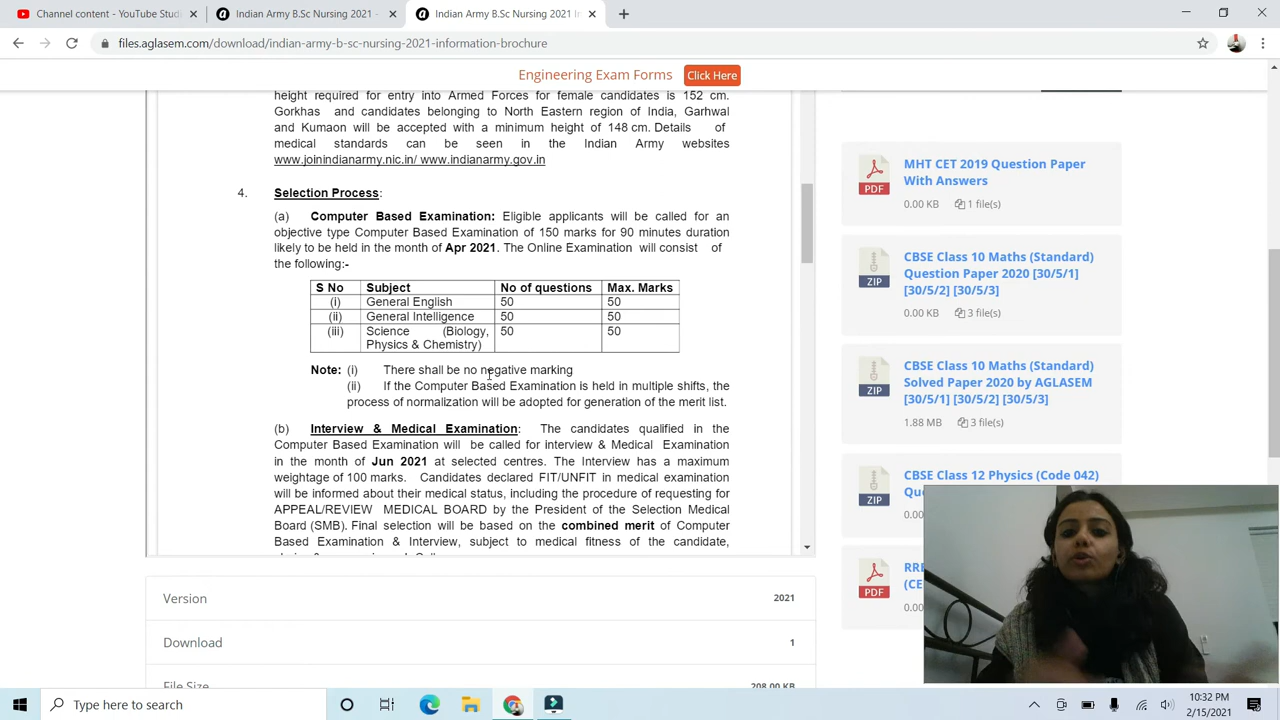 Channel content - YouTube Studio
Indian Army B.Sc Nursing 2021 -
Indian Army B.Sc Nursing 2021 In
files.aglasem.com/download/indian-army-b-sc-nursing-2021-information-brochure
Engineering Exam Forms Click Here
height required for entry into Armed Forces for female candidates is 152 cm.
Gorkhas and candidates belonging to North Eastern region of India, Garhwal
and Kumaon will be accepted with a minimum height of 148 cm. Details of
medical standards can be seen in the Indian Army websites
www.joinindianarmy.nic.in/ www.indianarmy.gov.in
4. Selection Process:
(a) Computer Based Examination: Eligible applicants will be called for an
objective type Computer Based Examination of 150 marks for 90 minutes duration
likely to be held in the month of Apr 2021. The Online Examination will consist of
the following:-
S No Subject No of questions Max. Marks
(i) General English 50 50
(ii) General Intelligence 50 50
(iii) Science (Biology, 50 50
Physics & Chemistry)
Note: (i) There shall be no negative marking
(ii) If the Computer Based Examination is held in multiple shifts, the
process of normalization will be adopted for generation of the merit list.
(b) Interview & Medical Examination: The candidates qualified in the
Computer Based Examination will be called for interview & Medical Examination
in the month of Jun 2021 at selected centres. The Interview has a maximum
weightage of 100 marks. Candidates declared FIT/UNFIT in medical examination
will be informed about their medical status, including the procedure of requesting for
APPEAL/REVIEW MEDICAL BOARD by the President of the Selection Medical
Board (SMB). Final selection will be based on the combined merit of Computer
Based Examination & Interview, subject to medical fitness of the candidate,
Version 2021
Download 1
File Size 208.00 KB
PDF
MHT CET 2019 Question Paper
With Answers
0.00 KB 1 file(s)
ZIP
CBSE Class 10 Maths (Standard)
Question Paper 2020 [30/5/1]
[30/5/2] [30/5/3]
0.00 KB 3 file(s)
ZIP
CBSE Class 10 Maths (Standard)
Solved Paper 2020 by AGLASEM
[30/5/1] [30/5/2] [30/5/3]
1.88 MB 3 file(s)
ZIP
CBSE Class 12 Physics (Code 042)
Qu
0.00
PDF
RR
(CE
0.00
Type here to search
10:32 PM
2/15/2021